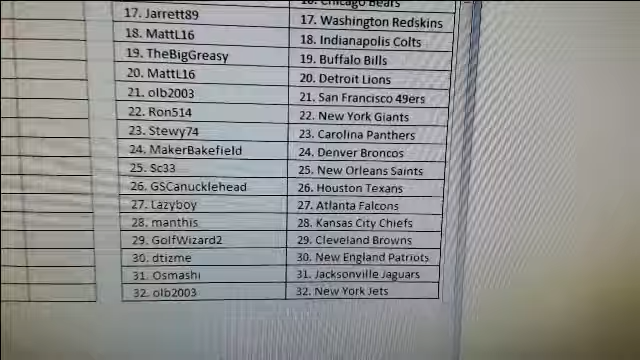 16. Chicago Bears
17. Jarrett89 17. Washington Redskins
18. MattL16 18. Indianapolis Colts
19. TheBigGreasy 19. Buffalo Bills
20. MattL16 20. Detroit Lions
21. olb2003 21. San Francisco 49ers
22. Ron514 22. New York Giants
23. Stewy74 23. Carolina Panthers
24. MakerBakefield 24. Denver Broncos
25. Sc33 25. New Orleans Saints
26. GSCanucklehead 26. Houston Texans
27. Lazyboy 27. Atlanta Falcons
28. manthis 28. Kansas City Chiefs
29. GolfWizard2 29. Cleveland Browns
30. dtizme 30. New England Patriots
31. Osmashi 31. Jacksonville Jaguars
32. olb2003 32. New York Jets